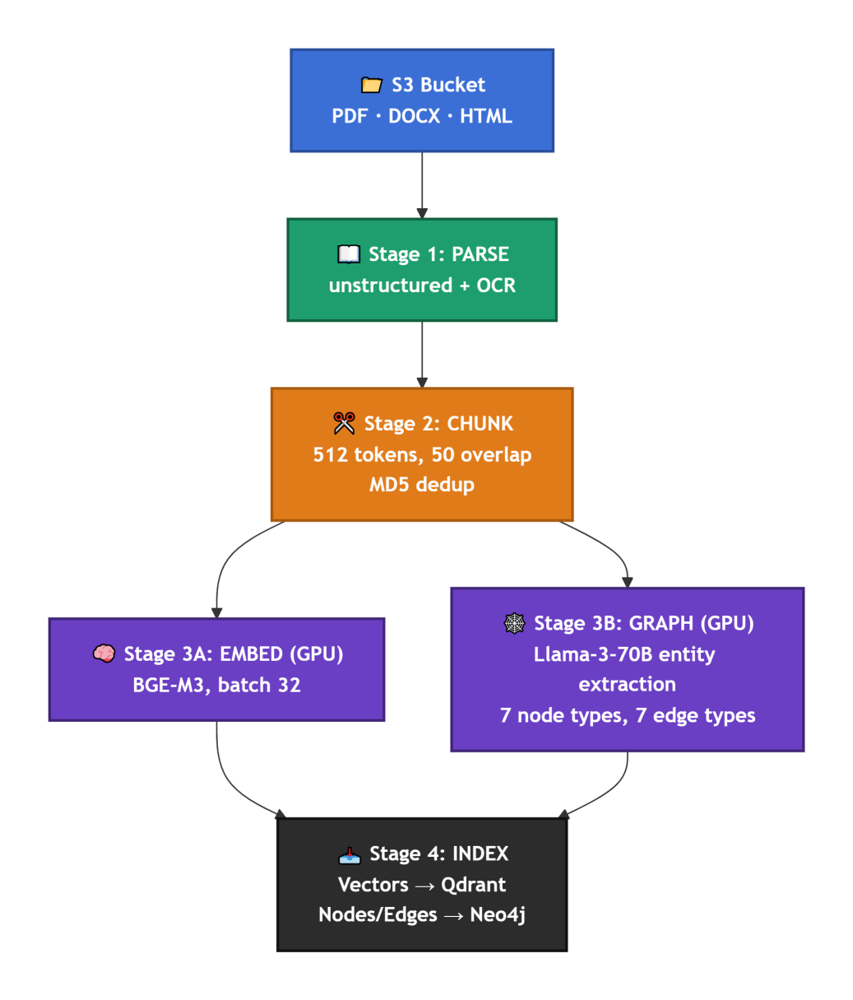 S3 Bucket
PDF · DOCX · HTML
Stage 1: PARSE
unstructured + OCR
Stage 2: CHUNK
512 tokens, 50 overlap
MD5 dedup
Stage 3A: EMBED (GPU)
BGE-M3, batch 32
Stage 3B: GRAPH (GPU)
Llama-3-70B entity
extraction
7 node types, 7 edge types
Stage 4: INDEX
Vectors → Qdrant
Nodes/Edges → Neo4j